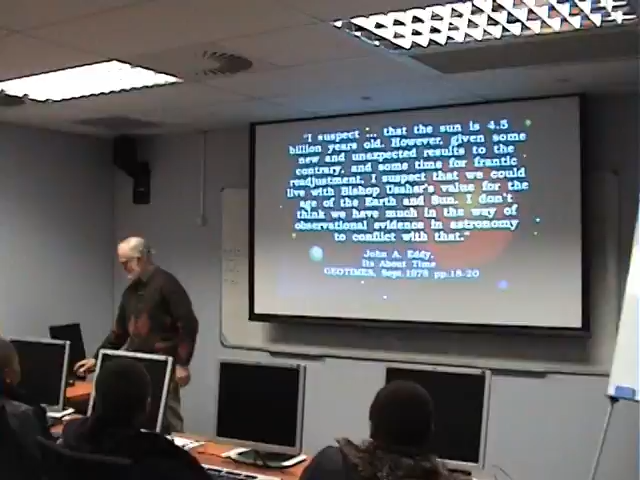 "I suspect ... that the sun is 4.5
billion years old. However, given some
new and unexpected results to the
contrary, and some time for frantic
readjustment, I suspect that we could
live with Bishop Ussher's value for the
age of the Earth and Sun. I don't
think we have much in the way of
observational evidence in astronomy
to conflict with that."
John A. Eddy,
Its About Time
GEOTIMES, Sept.1978 pp.18-20